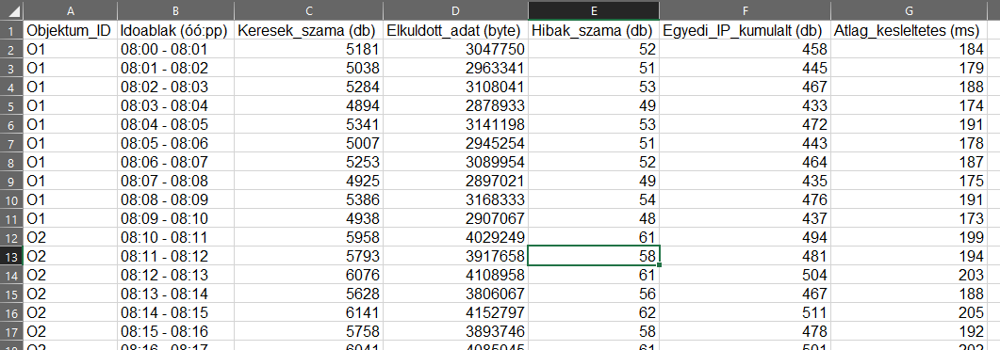 A B C D E F G
1 Objektum_ID Idoablak (óó:pp) Keresek_szama (db) Elkuldott_adat (byte) Hibak_szama (db) Egyedi_IP_kumulalt (db) Atlag_kesleltetes (ms)
2 O1 08:00 - 08:01 5181 3047750 52 458 184
3 O1 08:01 - 08:02 5038 2963341 51 445 179
4 O1 08:02 - 08:03 5284 3108041 53 467 188
5 O1 08:03 - 08:04 4894 2878933 49 433 174
6 O1 08:04 - 08:05 5341 3141198 53 472 191
7 O1 08:05 - 08:06 5007 2945254 51 443 178
8 O1 08:06 - 08:07 5253 3089954 52 464 187
9 O1 08:07 - 08:08 4925 2897021 49 435 175
10 O1 08:08 - 08:09 5386 3168333 54 476 191
11 O1 08:09 - 08:10 4938 2907067 48 437 173
12 O2 08:10 - 08:11 5958 4029249 61 494 199
13 O2 08:11 - 08:12 5793 3917658 58 481 194
14 O2 08:12 - 08:13 6076 4108958 61 504 203
15 O2 08:13 - 08:14 5628 3806067 56 467 188
16 O2 08:14 - 08:15 6141 4152797 62 511 205
17 O2 08:15 - 08:16 5758 3893746 58 478 192
O2 08:16 - 08:17 6041 4085045 61 501 202